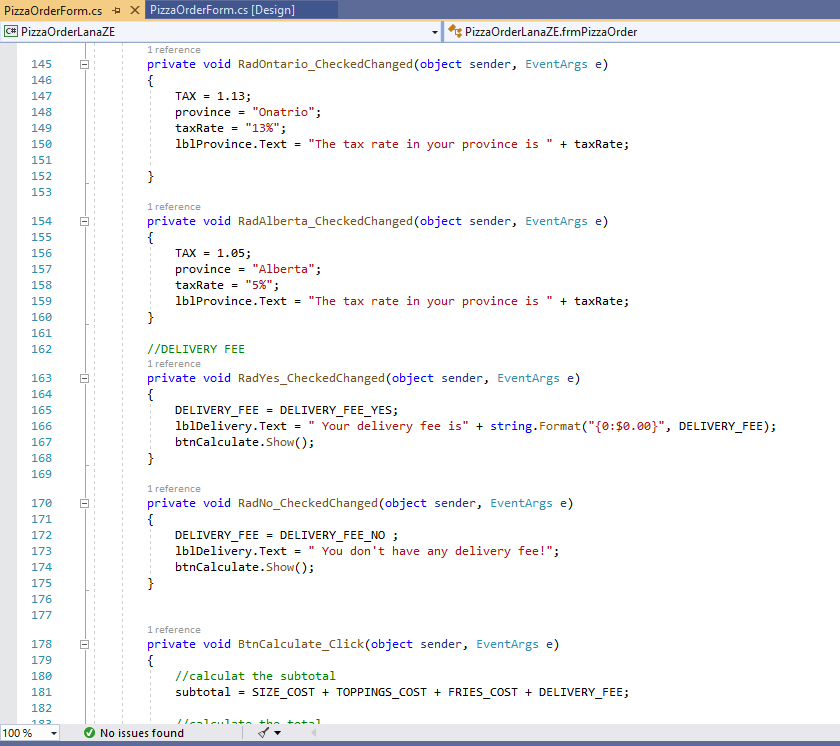 PizzaOrderForm.cs PizzaOrderForm.cs [Design]
C# PizzaOrderLanaZE PizzaOrderLanaZE.frmPizzaOrder
1 reference
145 private void RadOntario_CheckedChanged(object sender, EventArgs e)
146 {
147 TAX = 1.13;
148 province = "Onatrio";
149 taxRate = "13%";
150 lblProvince.Text = "The tax rate in your province is " + taxRate;
151
152 }
153
1 reference
154 private void RadAlberta_CheckedChanged(object sender, EventArgs e)
155 {
156 TAX = 1.05;
157 province = "Alberta";
158 taxRate = "5%";
159 lblProvince.Text = "The tax rate in your province is " + taxRate;
160 }
161
162 //DELIVERY FEE
1 reference
163 private void RadYes_CheckedChanged(object sender, EventArgs e)
164 {
165 DELIVERY_FEE = DELIVERY_FEE_YES;
166 lblDelivery.Text = " Your delivery fee is" + string.Format("{0:$0.00}", DELIVERY_FEE);
167 btnCalculate.Show();
168 }
169
1 reference
170 private void RadNo_CheckedChanged(object sender, EventArgs e)
171 {
172 DELIVERY_FEE = DELIVERY_FEE_NO ;
173 lblDelivery.Text = " You don't have any delivery fee!";
174 btnCalculate.Show();
175 }
176
177
1 reference
178 private void BtnCalculate_Click(object sender, EventArgs e)
179 {
180 //calculat the subtotal
181 subtotal = SIZE_COST + TOPPINGS_COST + FRIES_COST + DELIVERY_FEE;
182
183 //calculate the total
100 % No issues found